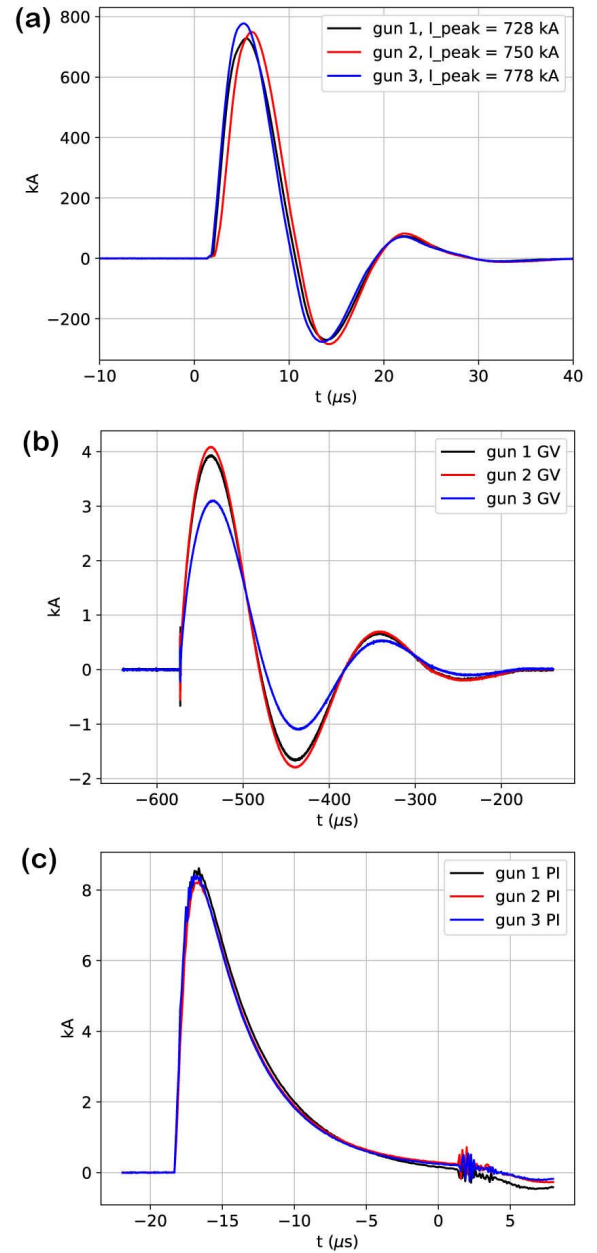 (a)
gun 1, I_peak = 728 kA
gun 2, I_peak = 750 kA
gun 3, I_peak = 778 kA
800
600
400
200
0
−200
kA
−10 0 10 20 30 40
t (μs)
(b)
gun 1 GV
gun 2 GV
gun 3 GV
4
3
2
1
0
−1
−2
kA
−600 −500 −400 −300 −200
t (μs)
(c)
gun 1 PI
gun 2 PI
gun 3 PI
8
6
4
2
0
kA
−20 −15 −10 −5 0 5
t (μs)